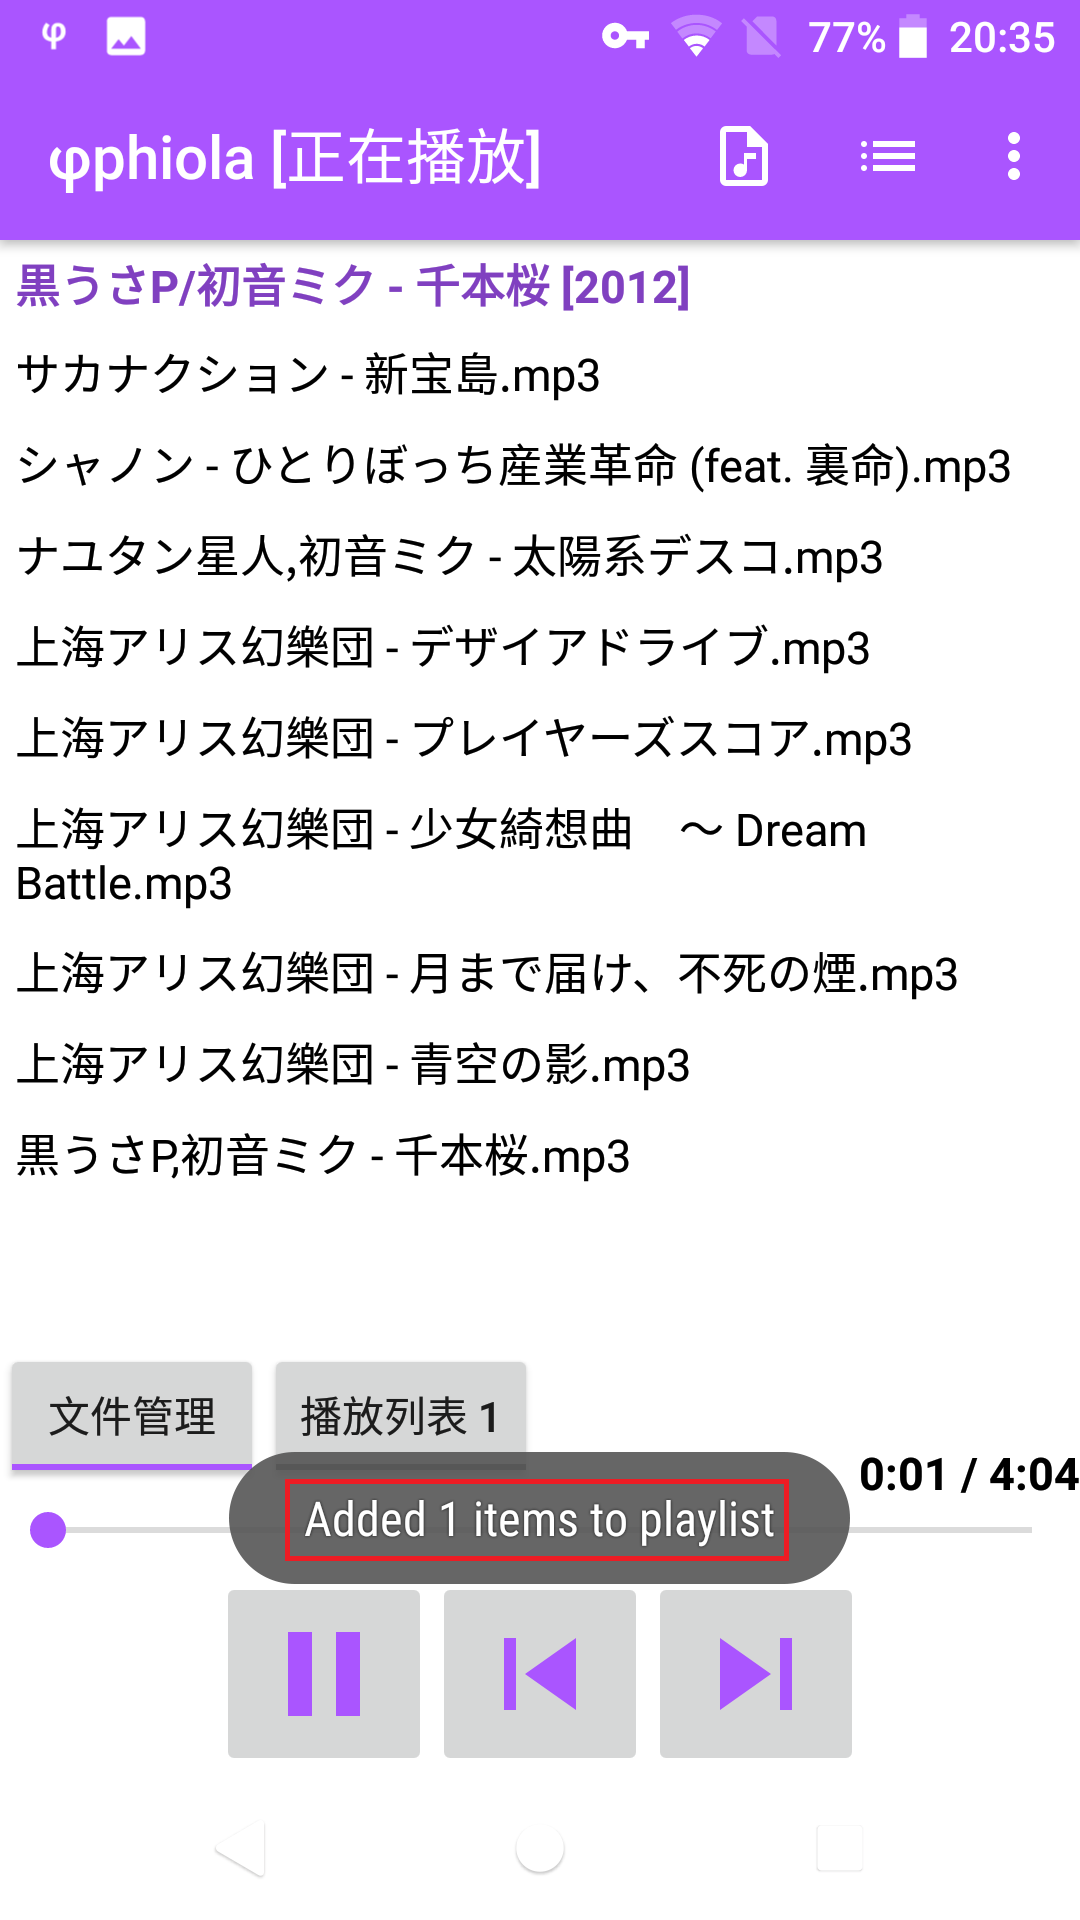 φ 77% 20:35
φphiola [正在播放]
黒うさP/初音ミク - 千本桜 [2012]
サカナクション - 新宝島.mp3
シャノン - ひとりぼっち産業革命 (feat. 裏命).mp3
ナユタン星人,初音ミク - 太陽系デスコ.mp3
上海アリス幻樂団 - デザイアドライブ.mp3
上海アリス幻樂団 - プレイヤーズスコア.mp3
上海アリス幻樂団 - 少女綺想曲　～ Dream
Battle.mp3
上海アリス幻樂団 - 月まで届け、不死の煙.mp3
上海アリス幻樂団 - 青空の影.mp3
黒うさP,初音ミク - 千本桜.mp3
文件管理 播放列表 1
0:01 / 4:04
Added 1 items to playlist